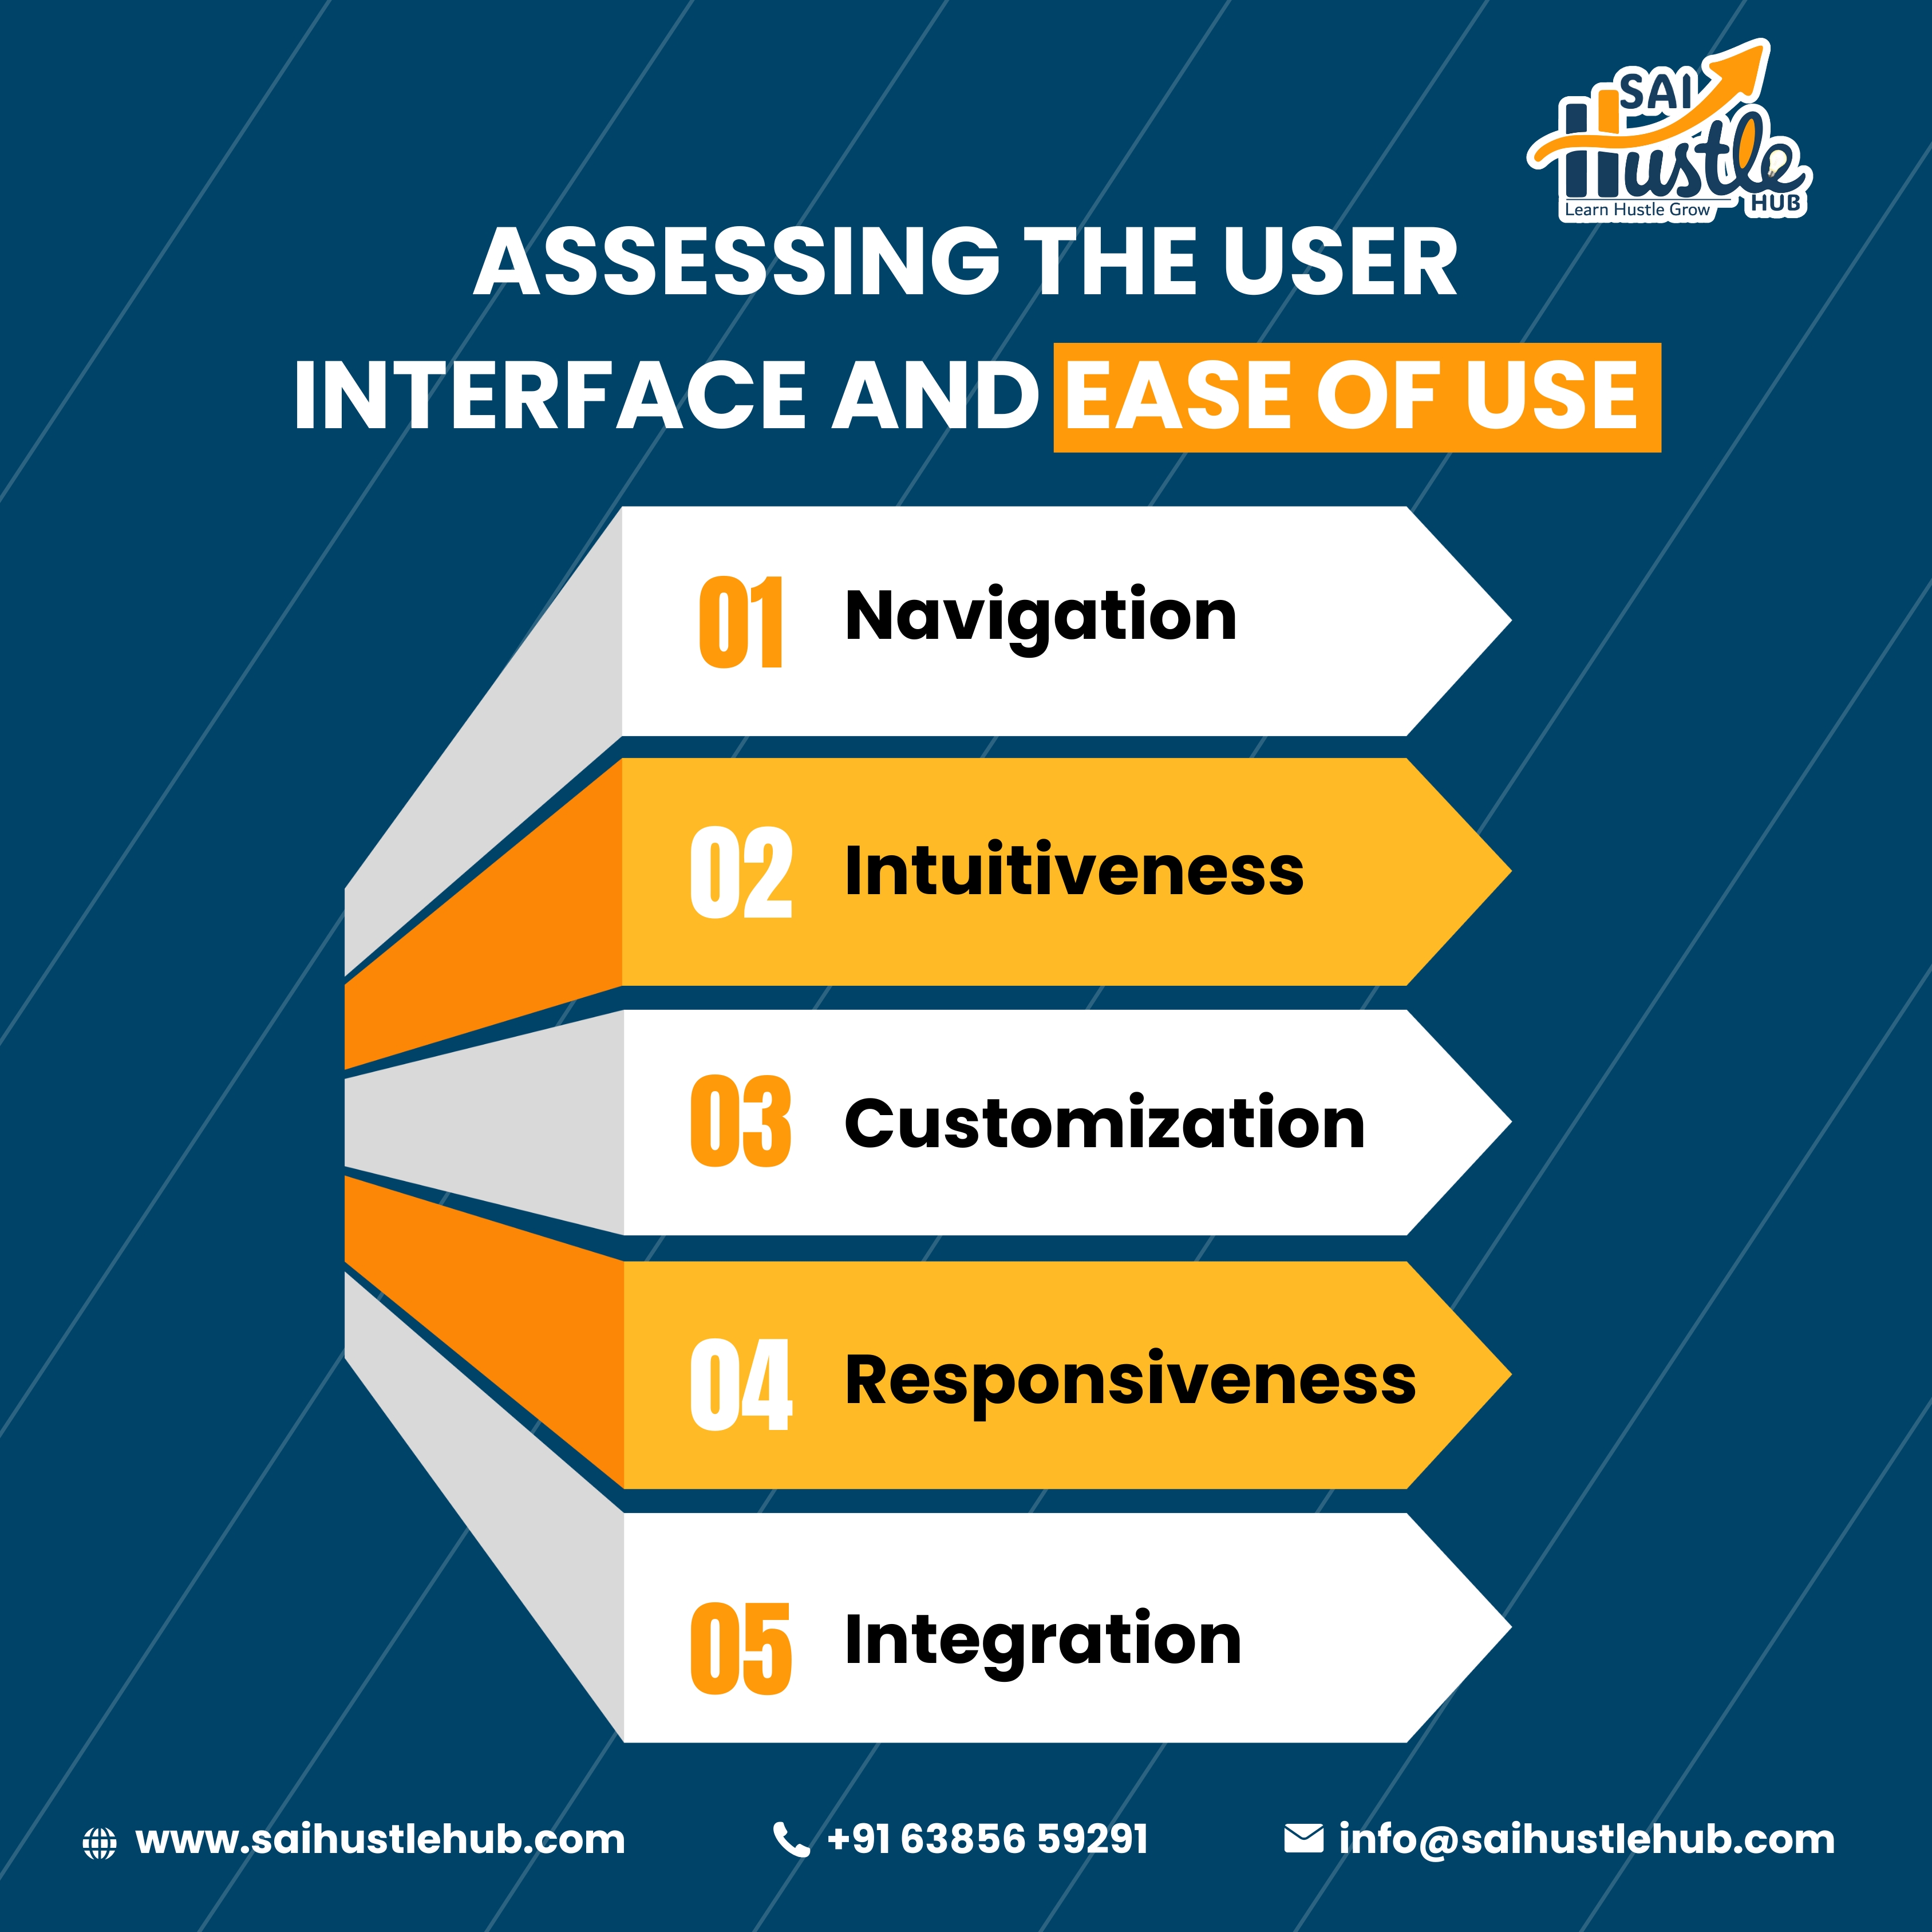 SAI
Hustle
HUB
Learn Hustle Grow
ASSESSING THE USER
INTERFACE AND EASE OF USE
01 Navigation
02 Intuitiveness
03 Customization
04 Responsiveness
05 Integration
www.saihustlehub.com +91 63856 59291 info@saihustlehub.com